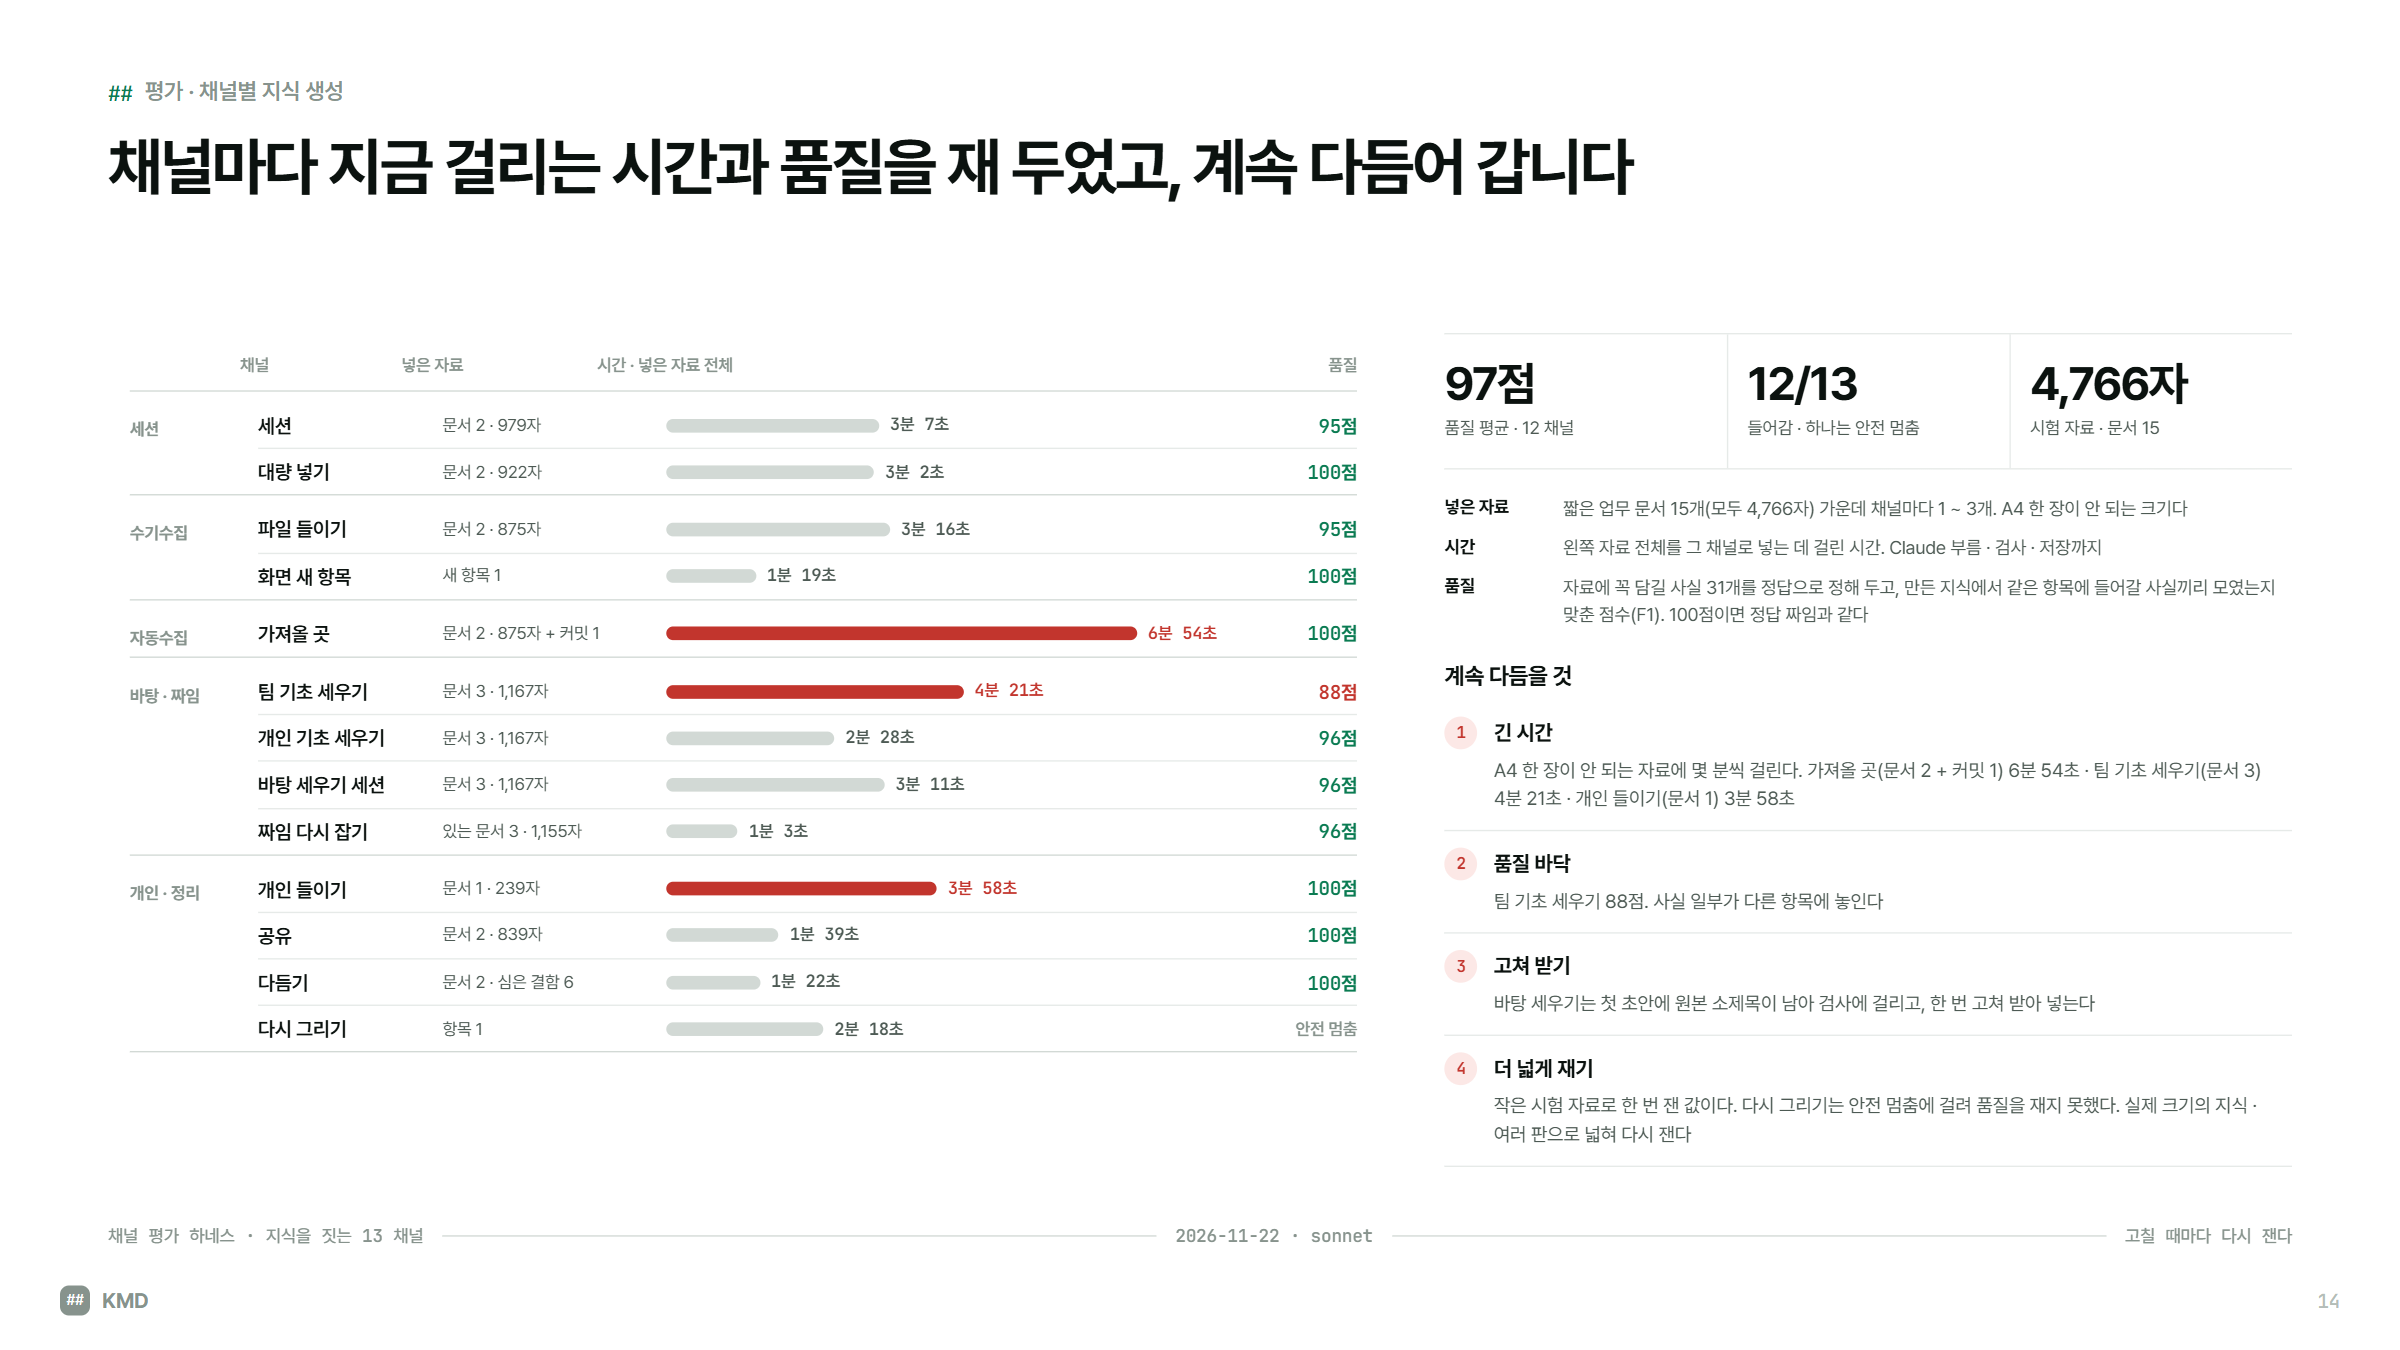 ## 평가 · 채널별 지식 생성
채널마다 지금 걸리는 시간과 품질을 재 두었고, 계속 다듬어 갑니다
채널 넣은 자료 시간 · 넣은 자료 전체 품질
세션 세션 문서 2 · 979자 3분 7초 95점
대량 넣기 문서 2 · 922자 3분 2초 100점
수기수집 파일 들이기 문서 2 · 875자 3분 16초 95점
화면 새 항목 새 항목 1 1분 19초 100점
자동수집 가져올 곳 문서 2 · 875자 + 커밋 1 6분 54초 100점
바탕 · 짜임 팀 기초 세우기 문서 3 · 1,167자 4분 21초 88점
개인 기초 세우기 문서 3 · 1,167자 2분 28초 96점
바탕 세우기 세션 문서 3 · 1,167자 3분 11초 96점
짜임 다시 잡기 있는 문서 3 · 1,155자 1분 3초 96점
개인 · 정리 개인 들이기 문서 1 · 239자 3분 58초 100점
공유 문서 2 · 839자 1분 39초 100점
다듬기 문서 2 · 심은 결함 6 1분 22초 100점
다시 그리기 항목 1 2분 18초 안전 멈춤
97점 12/13 4,766자
품질 평균 · 12 채널 들어감 · 하나는 안전 멈춤 시험 자료 · 문서 15
넣은 자료 짧은 업무 문서 15개(모두 4,766자) 가운데 채널마다 1 ~ 3개. A4 한 장이 안 되는 크기다
시간 왼쪽 자료 전체를 그 채널로 넣는 데 걸린 시간. Claude 부름 · 검사 · 저장까지
품질 자료에 꼭 담길 사실 31개를 정답으로 정해 두고, 만든 지식에서 같은 항목에 들어갈 사실끼리 모였는지
맞춘 점수(F1). 100점이면 정답 짜임과 같다
계속 다듬을 것
1 긴 시간
A4 한 장이 안 되는 자료에 몇 분씩 걸린다. 가져올 곳(문서 2 + 커밋 1) 6분 54초 · 팀 기초 세우기(문서 3)
4분 21초 · 개인 들이기(문서 1) 3분 58초
2 품질 바닥
팀 기초 세우기 88점. 사실 일부가 다른 항목에 놓인다
3 고쳐 받기
바탕 세우기는 첫 초안에 원본 소제목이 남아 검사에 걸리고, 한 번 고쳐 받아 넣는다
4 더 넓게 재기
작은 시험 자료로 한 번 잰 값이다. 다시 그리기는 안전 멈춤에 걸려 품질을 재지 못했다. 실제 크기의 지식 ·
여러 판으로 넓혀 다시 잰다
채널 평가 하네스 · 지식을 짓는 13 채널 2026-11-22 · sonnet 고칠 때마다 다시 잰다
## KMD 14